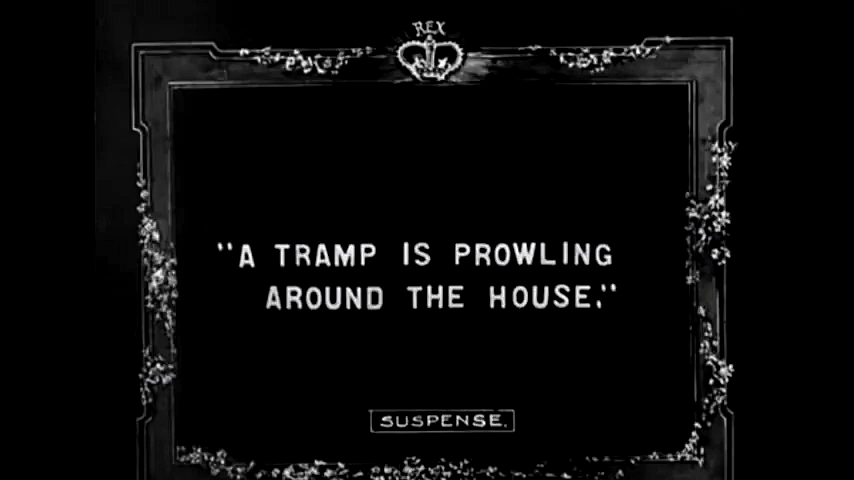 REX
"A TRAMP IS PROWLING
AROUND THE HOUSE."
SUSPENSE.